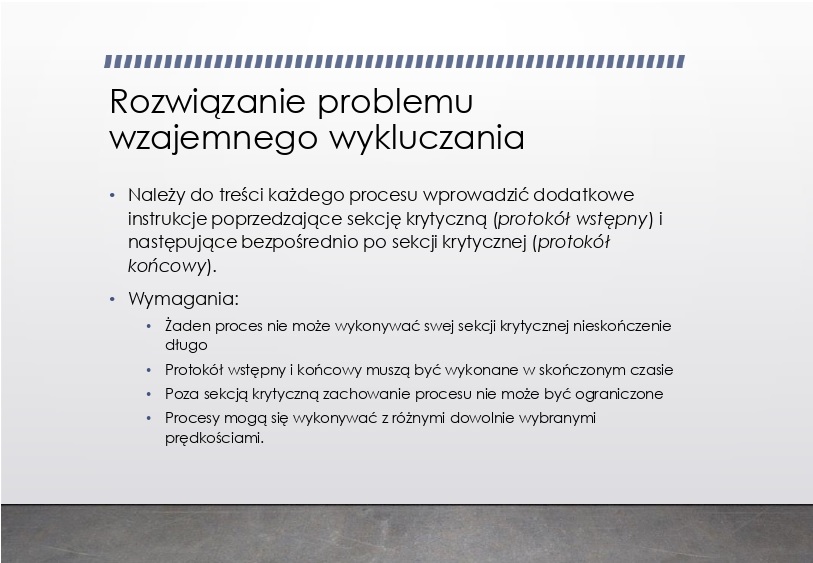 Rozwiązanie problemu
wzajemnego wykluczania
• Należy do treści każdego procesu wprowadzić dodatkowe
instrukcje poprzedzające sekcję krytyczną (protokół wstępny) i
następujące bezpośrednio po sekcji krytycznej (protokół
końcowy).
• Wymagania:
• Żaden proces nie może wykonywać swej sekcji krytycznej nieskończenie
długo
• Protokół wstępny i końcowy muszą być wykonane w skończonym czasie
• Poza sekcją krytyczną zachowanie procesu nie może być ograniczone
• Procesy mogą się wykonywać z różnymi dowolnie wybranymi
prędkościami.